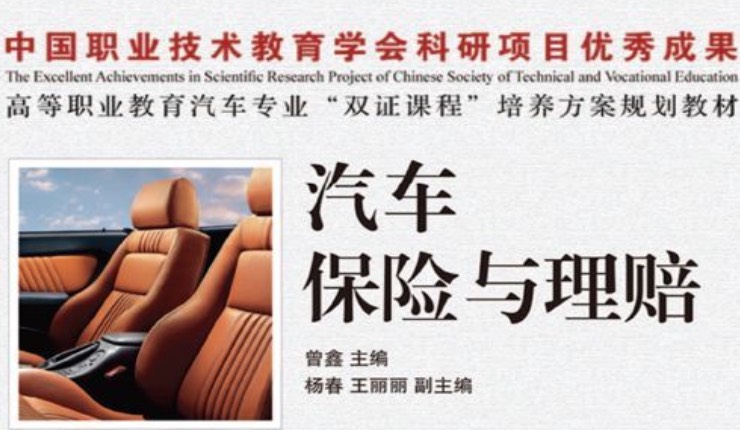 中国职业技术教育学会科研项目优秀成果
The Excellent Achievements in Scientific Research Project of Chinese Society of Technical and Vocational Education
高等职业教育汽车专业“双证课程”培养方案规划教材
汽车
保险与理赔
曾鑫 主编
杨春 王丽丽 副主编